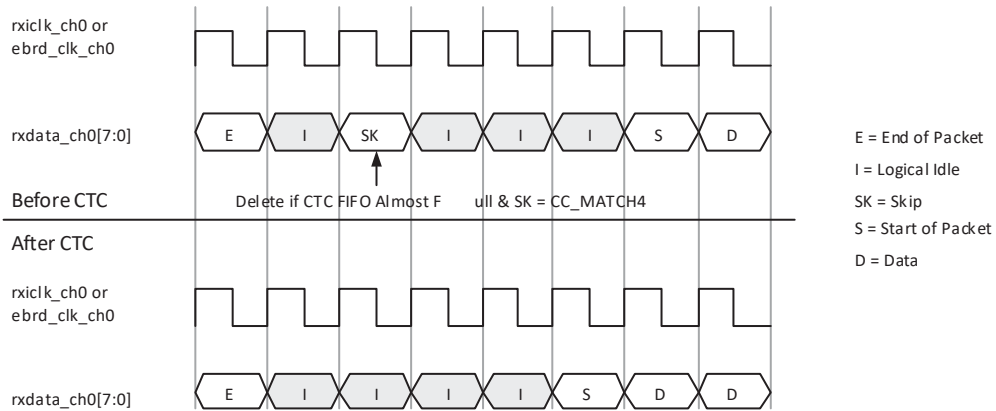 rxiclk_ch0 or
ebrd_clk_ch0
rxdata_ch0[7:0] E I SK I I I S D
Before CTC Delete if CTC FIFO Almost F ull & SK = CC_MATCH4
After CTC
rxiclk_ch0 or
ebrd_clk_ch0
rxdata_ch0[7:0] E I I I I S D D
E = End of Packet
I = Logical Idle
SK = Skip
S = Start of Packet
D = Data